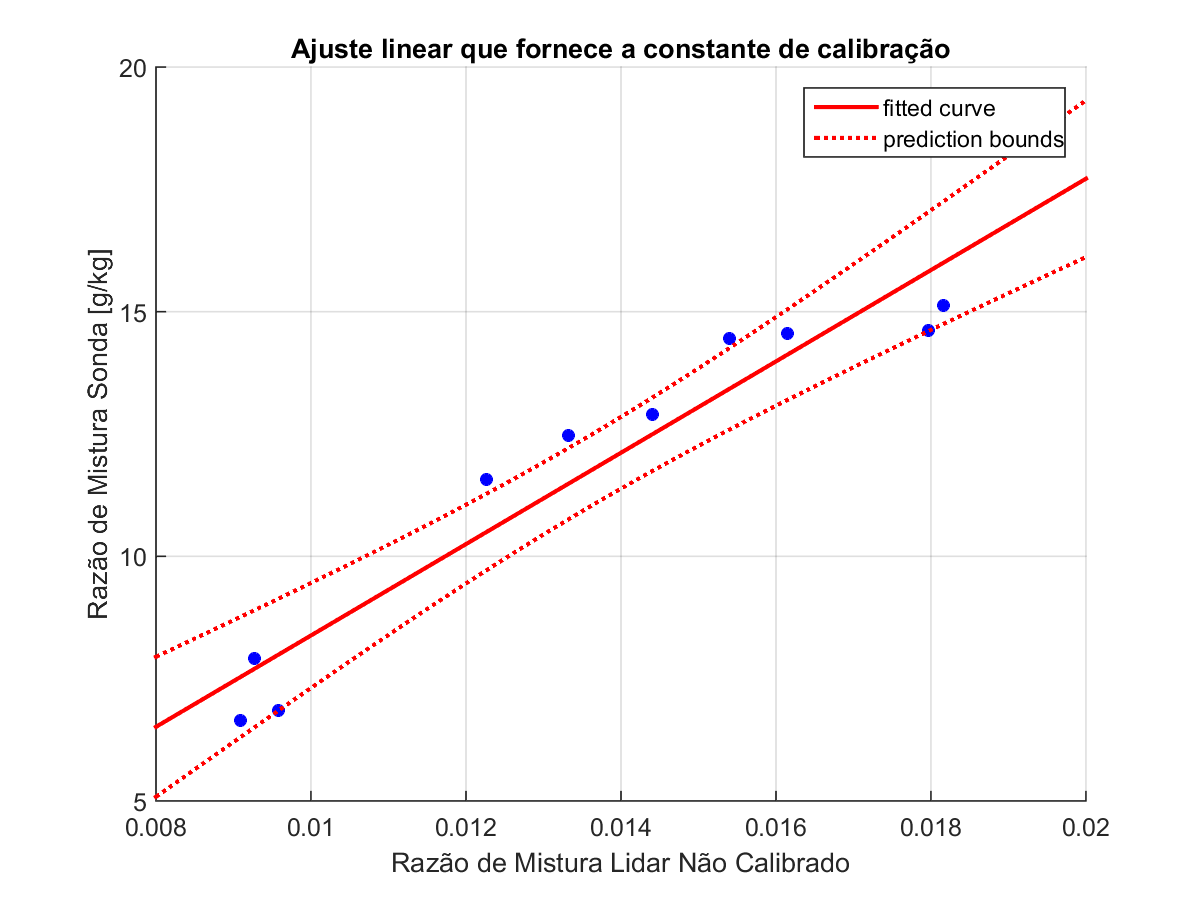 Ajuste linear que fornece a constante de calibração
fitted curve
prediction bounds
Razão de Mistura Sonda [g/kg]
20
15
10
5
0.008 0.01 0.012 0.014 0.016 0.018 0.02
Razão de Mistura Lidar Não Calibrado